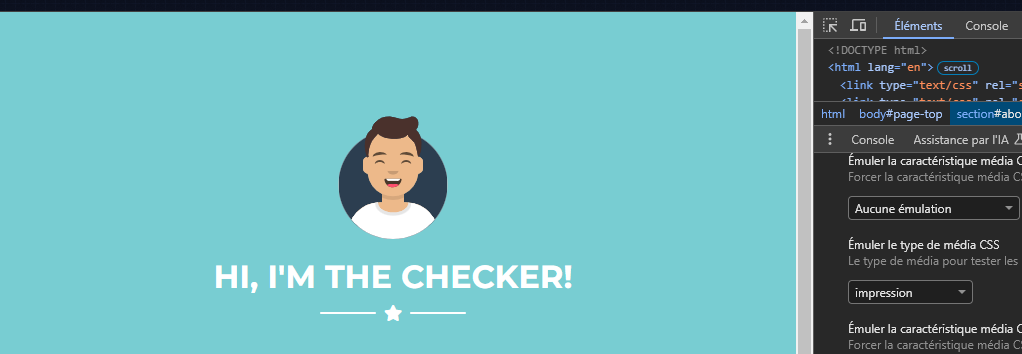 HI, I'M THE CHECKER!
Éléments Console
<!DOCTYPE html>
<html lang="en"> scroll
<link type="text/css" rel="s
html body#page-top section#abo
Console Assistance par l'IA
Émuler la caractéristique média C
Forcer la caractéristique média CS
Aucune émulation
Émuler le type de média CSS
Le type de média pour tester les
impression
Émuler la caractéristique média C
Forcer la caractéristique média CS